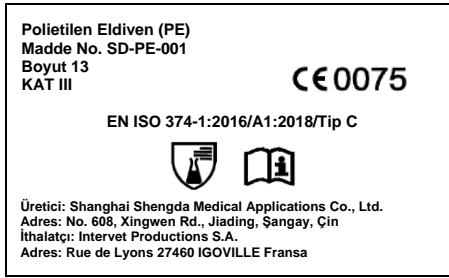 Polietilen Eldiven (PE)
Madde No. SD-PE-001
Boyut 13
KAT III
CE 0075
EN ISO 374-1:2016/A1:2018/Tip C
i
Üretici: Shanghai Shengda Medical Applications Co., Ltd.
Adres: No. 608, Xingwen Rd., Jiading, Şangay, Çin
İthalatçı: Intervet Productions S.A.
Adres: Rue de Lyons 27460 IGOVILLE Fransa